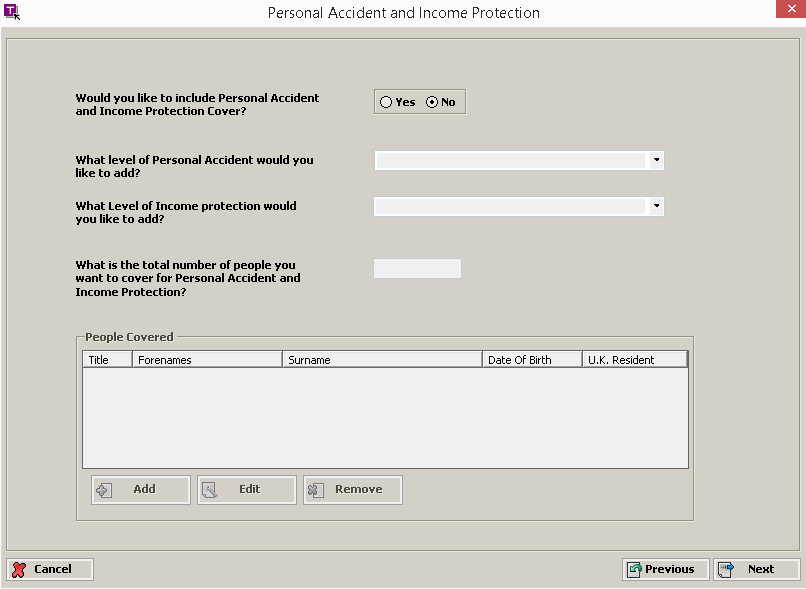 Personal Accident and Income Protection
Would you like to include Personal Accident
and Income Protection Cover?
Yes No
What level of Personal Accident would you
like to add?
What Level of Income protection would
you like to add?
What is the total number of people you
want to cover for Personal Accident and
Income Protection?
People Covered
Title Forenames Surname Date Of Birth U.K. Resident
Add Edit Remove
Cancel Previous Next